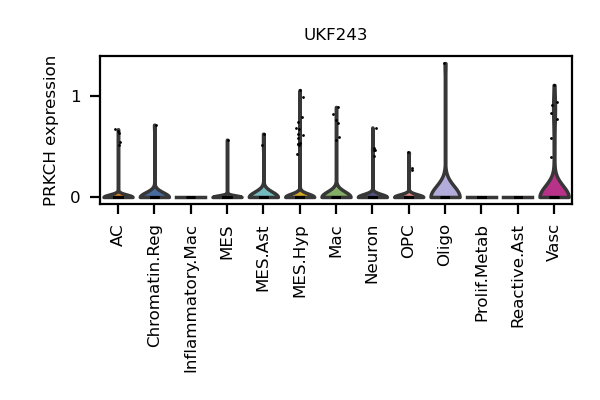 UKF243
PRKCH expression
1
0
AC
Chromatin.Reg
Inflammatory.Mac
MES
MES.Ast
MES.Hyp
Mac
Neuron
OPC
Oligo
Prolif.Metab
Reactive.Ast
Vasc